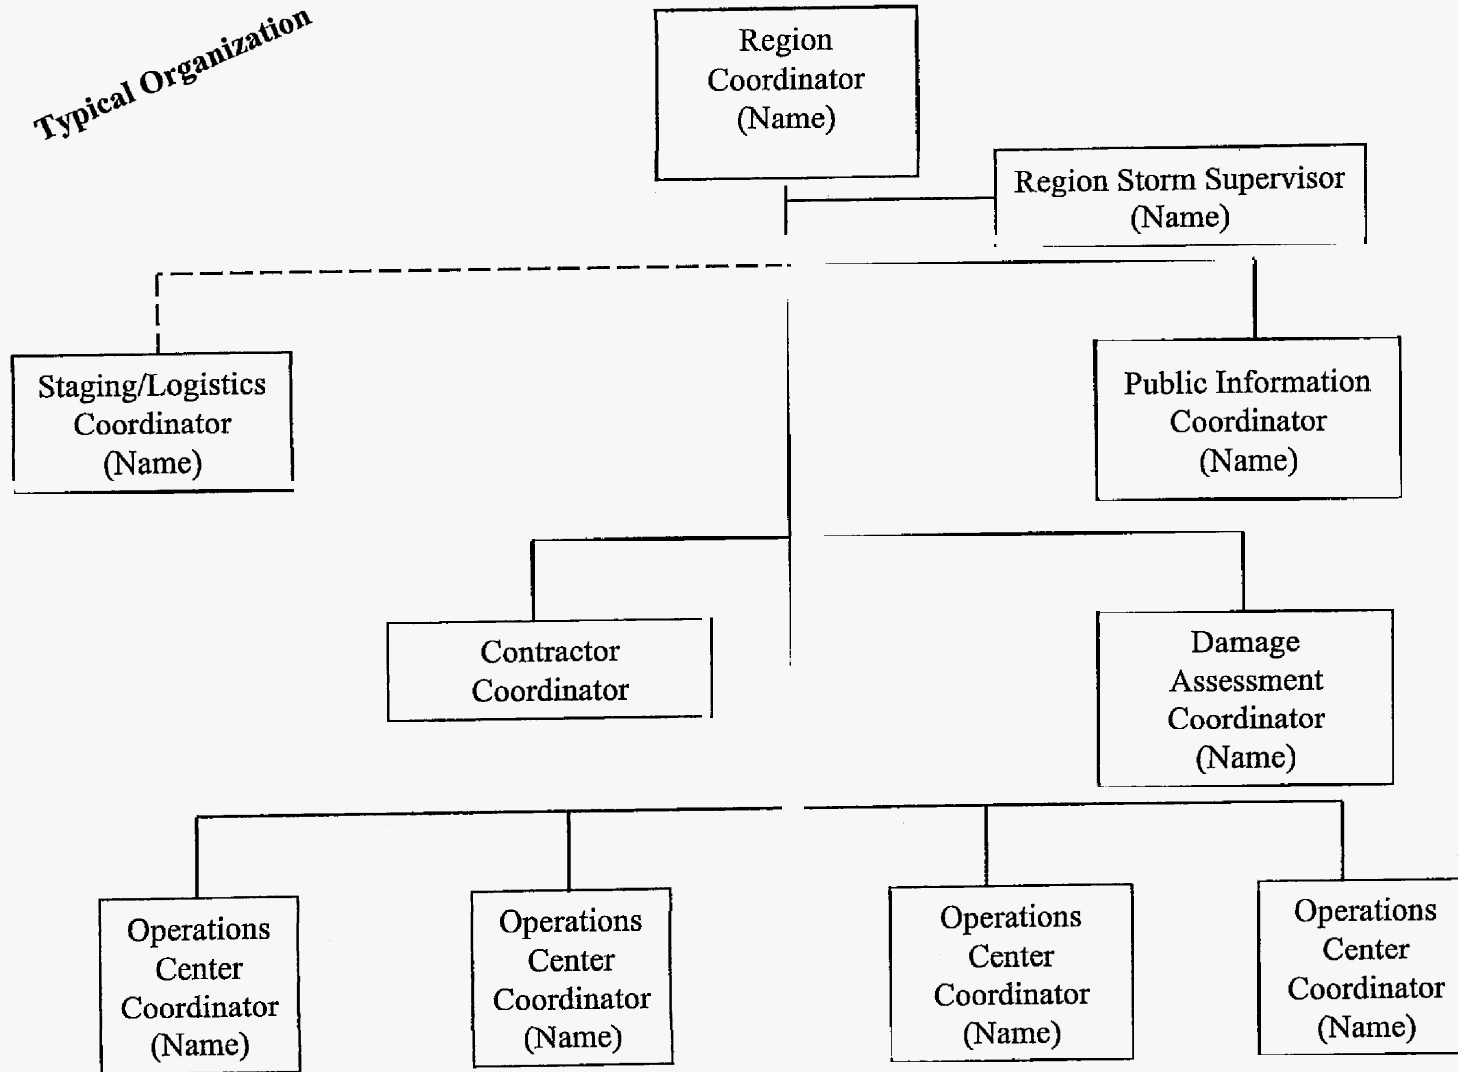 Typical Organization
Region
Coordinator
(Name)
Region Storm Supervisor
(Name)
Staging/Logistics
Coordinator
(Name)
Public Information
Coordinator
(Name)
Contractor
Coordinator
Damage
Assessment
Coordinator
(Name)
Operations
Center
Coordinator
(Name)
Operations
Center
Coordinator
(Name)
Operations
Center
Coordinator
(Name)
Operations
Center
Coordinator
(Name)